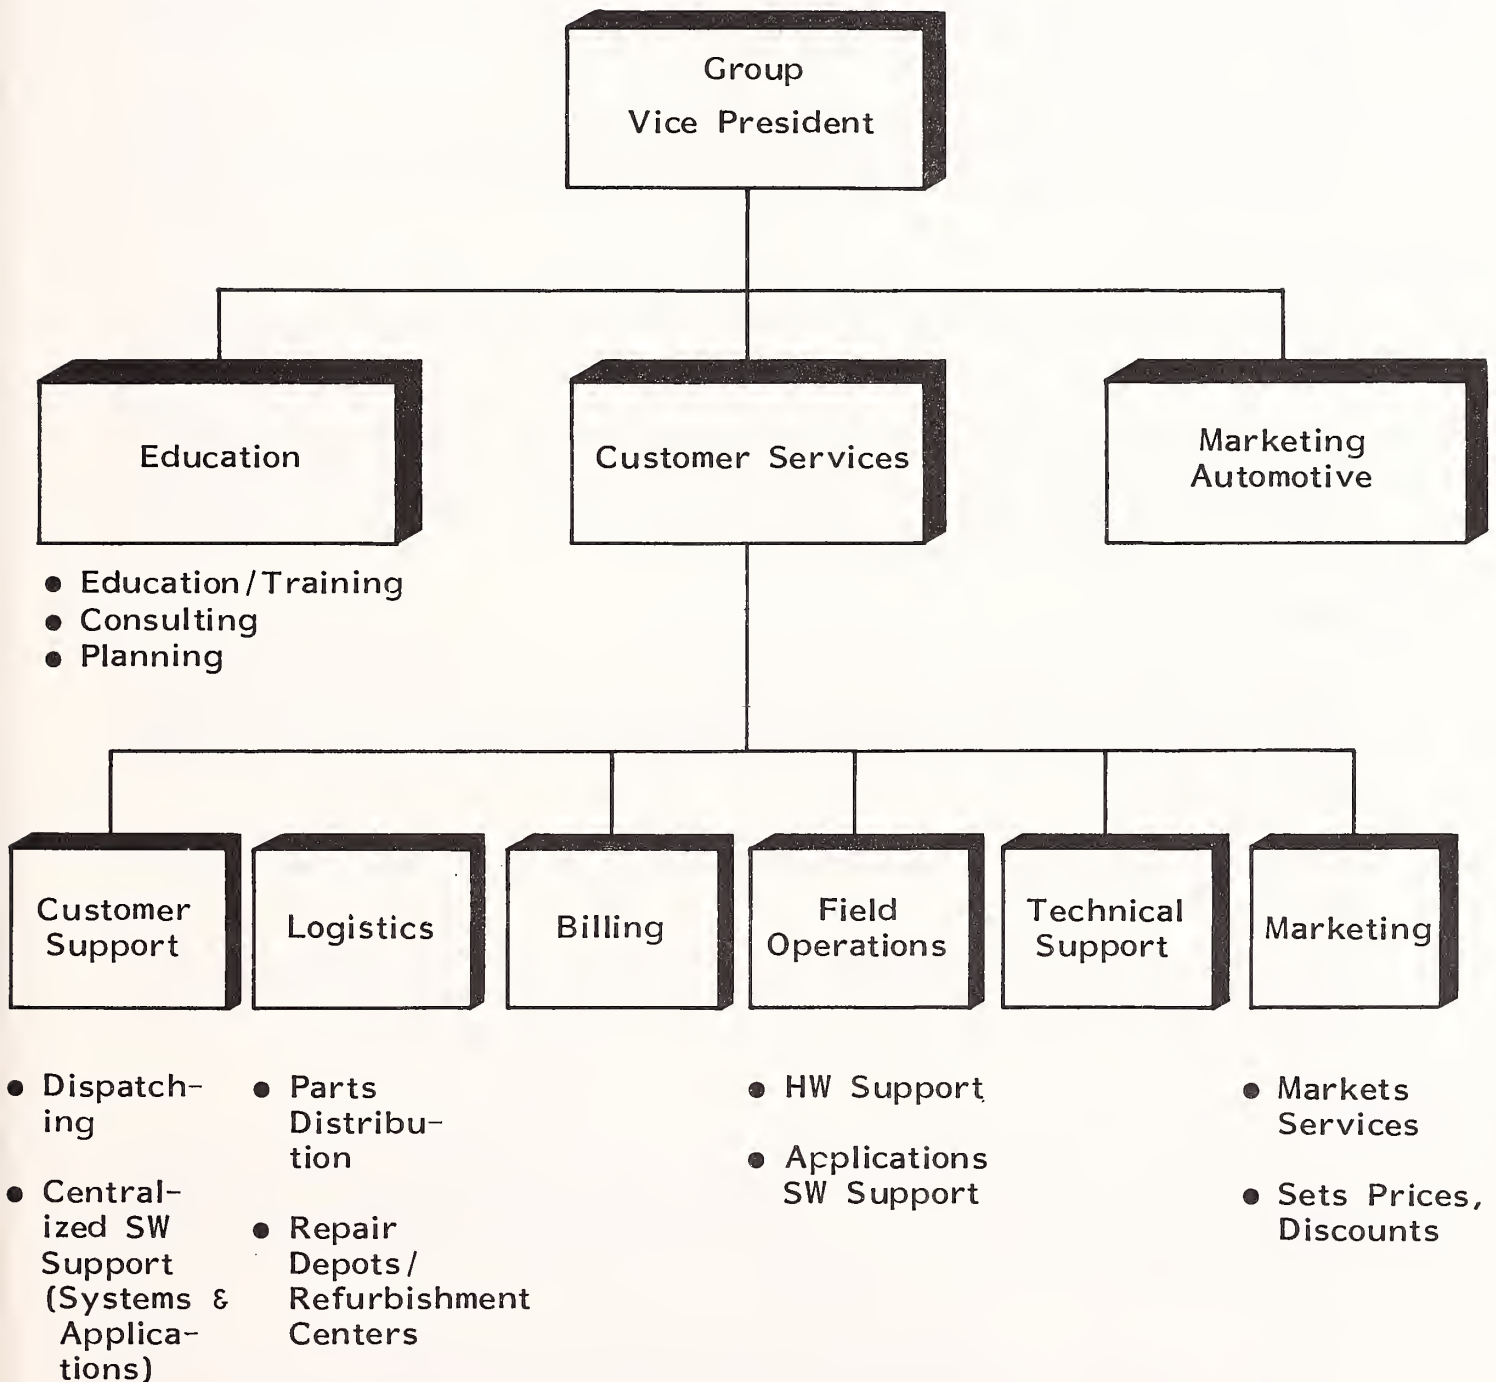 Group
Vice President
Education
Customer Services
Marketing
Automotive
● Education/Training
● Consulting
● Planning
Customer
Support
Logistics
Billing
Field
Operations
Technical
Support
Marketing
● Dispatch-
ing
● Central-
ized SW
Support
(Systems &
Applica-
tions)
● Parts
Distribu-
tion
● Repair
Depots/
Refurbishment
Centers
● HW Support
● Applications
SW Support
● Markets
Services
● Sets Prices,
Discounts